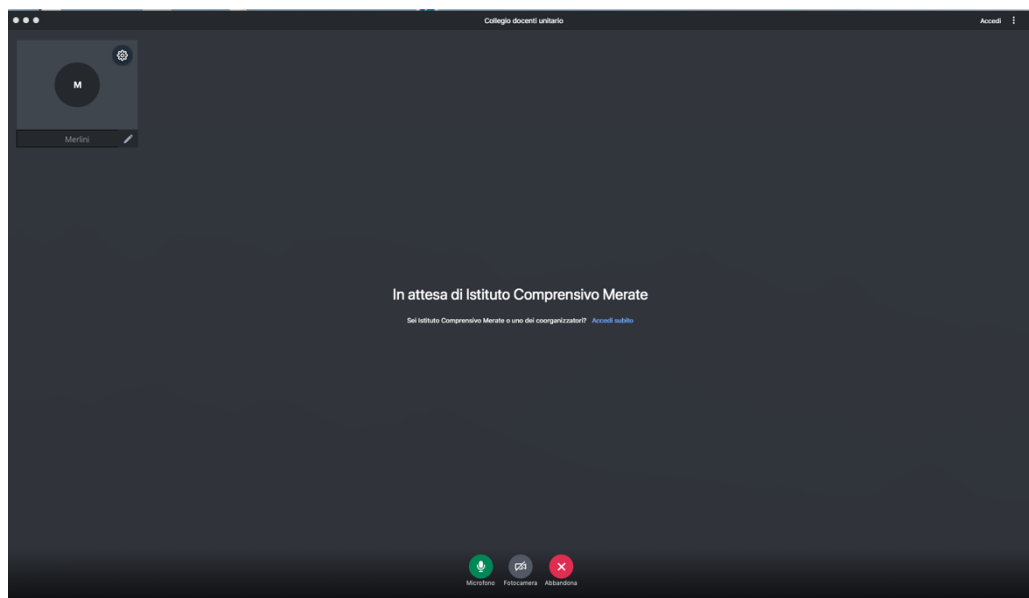 Collegio docenti unitario
Accedi
M
Merlini
In attesa di Istituto Comprensivo Merate
Sei Istituto Comprensivo Merate o uno dei coorganizzatori? Accedi subito
Microfono Fotocamera Abbandona